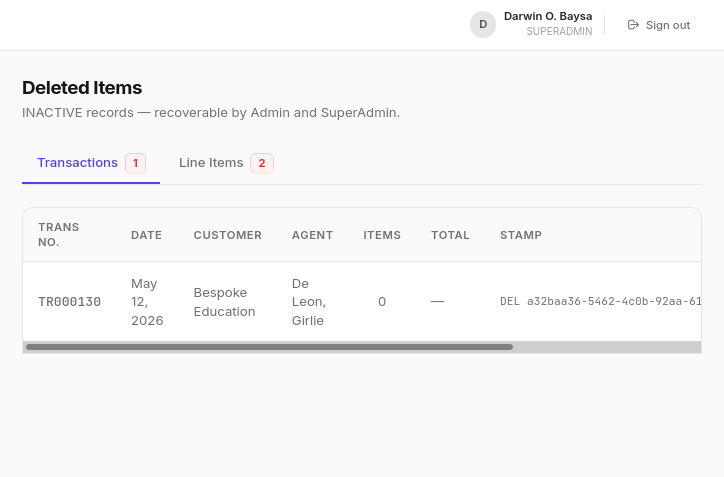 D
Darwin O. Baysa
SUPERADMIN
Sign out
Deleted Items
INACTIVE records — recoverable by Admin and SuperAdmin.
Transactions 1 Line Items 2
TRANS NO. DATE CUSTOMER AGENT ITEMS TOTAL STAMP
TR000130
May
12,
2026
Bespoke
Education
De
Leon,
Girlie
0
—
DEL a32baa36-5462-4c0b-92aa-61